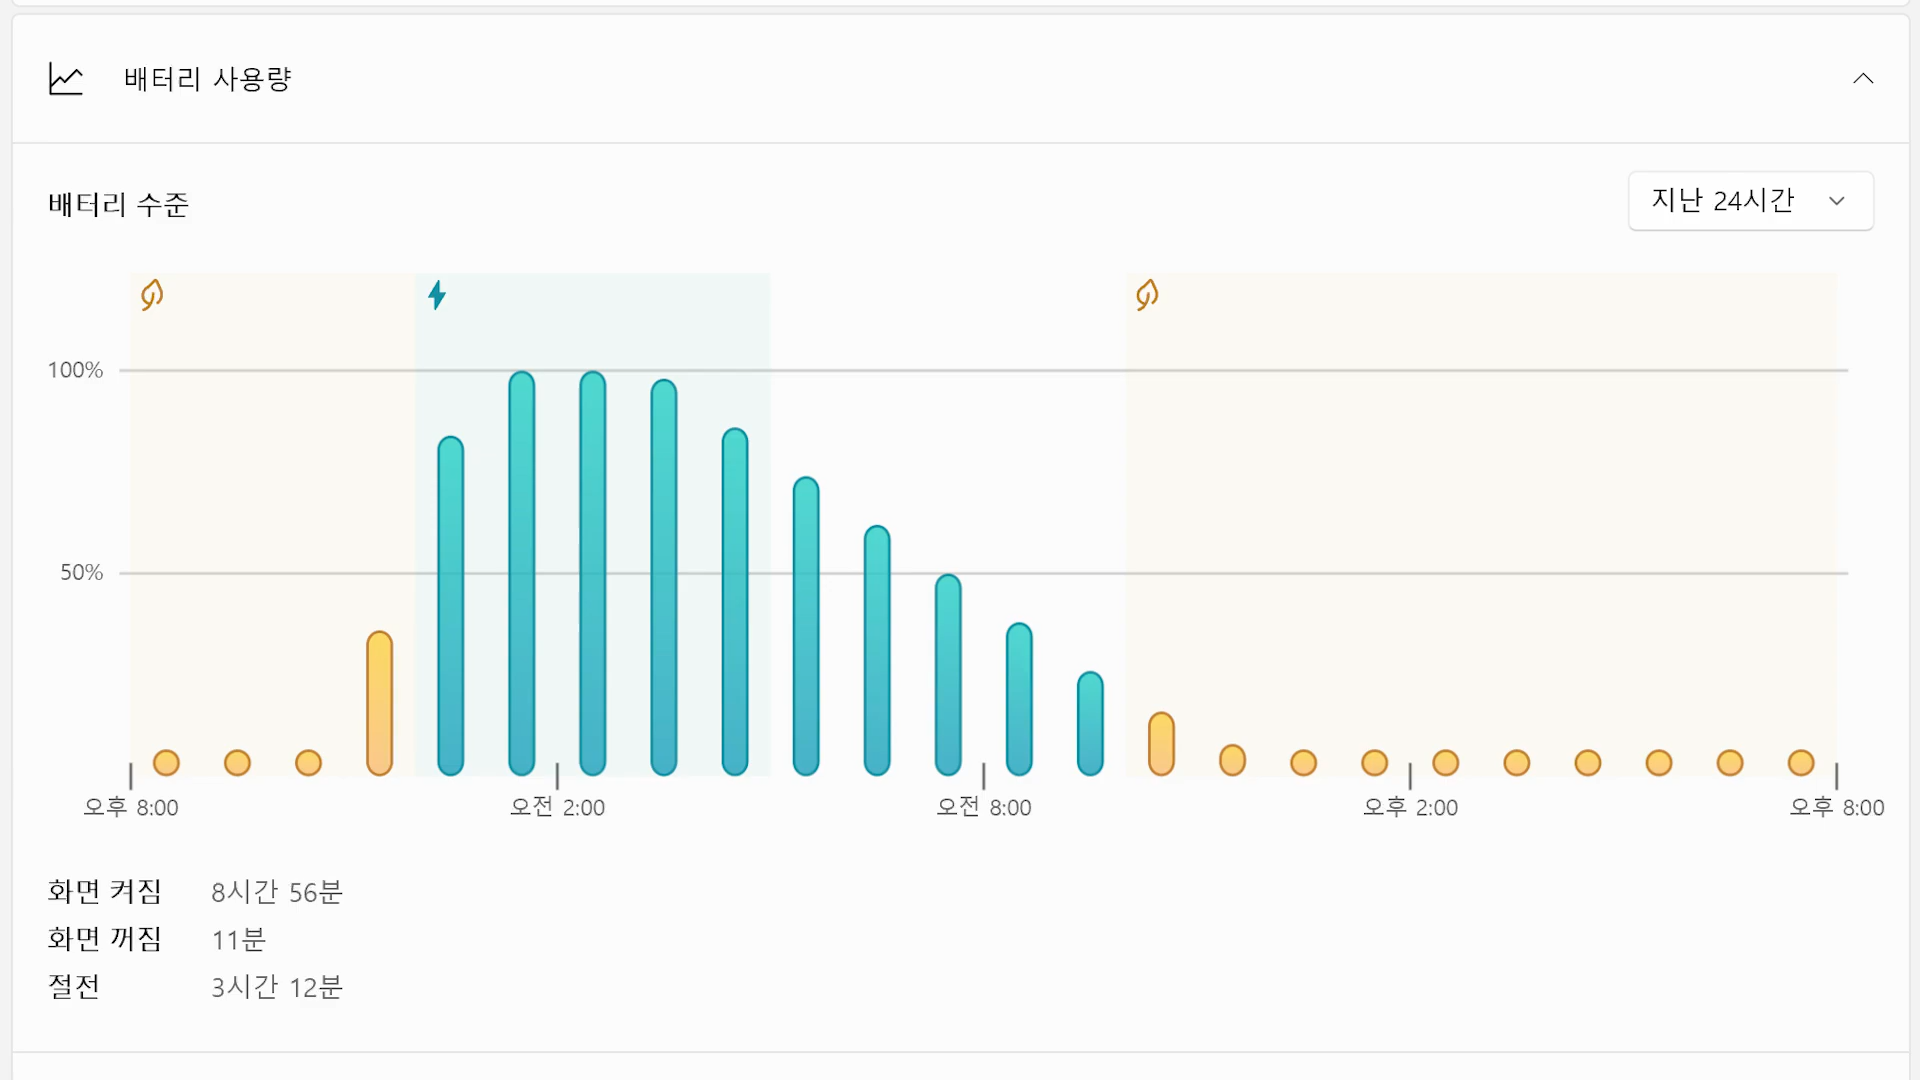 배터리 사용량
배터리 수준
지난 24시간
100%
50%
오후 8:00
오전 2:00
오전 8:00
오후 2:00
오후 8:00
화면 켜짐 8시간 56분
화면 꺼짐 11분
절전 3시간 12분